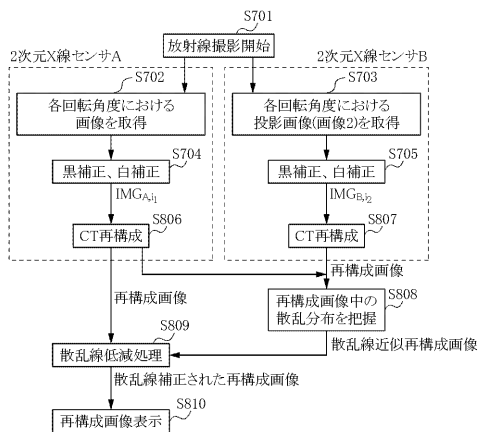 S701
放射線撮影開始
2次元X線センサA
2次元X線センサB
S702
各回転角度における
画像を取得
S703
各回転角度における
投影画像(画像2)を取得
S704
黒補正、白補正
S705
黒補正、白補正
IMGA,i1
IMGB,i2
S806
CT再構成
S807
CT再構成
再構成画像
再構成画像
S808
再構成画像中の
散乱分布を把握
S809
散乱線低減処理
散乱線近似再構成画像
散乱線補正された再構成画像
S810
再構成画像表示